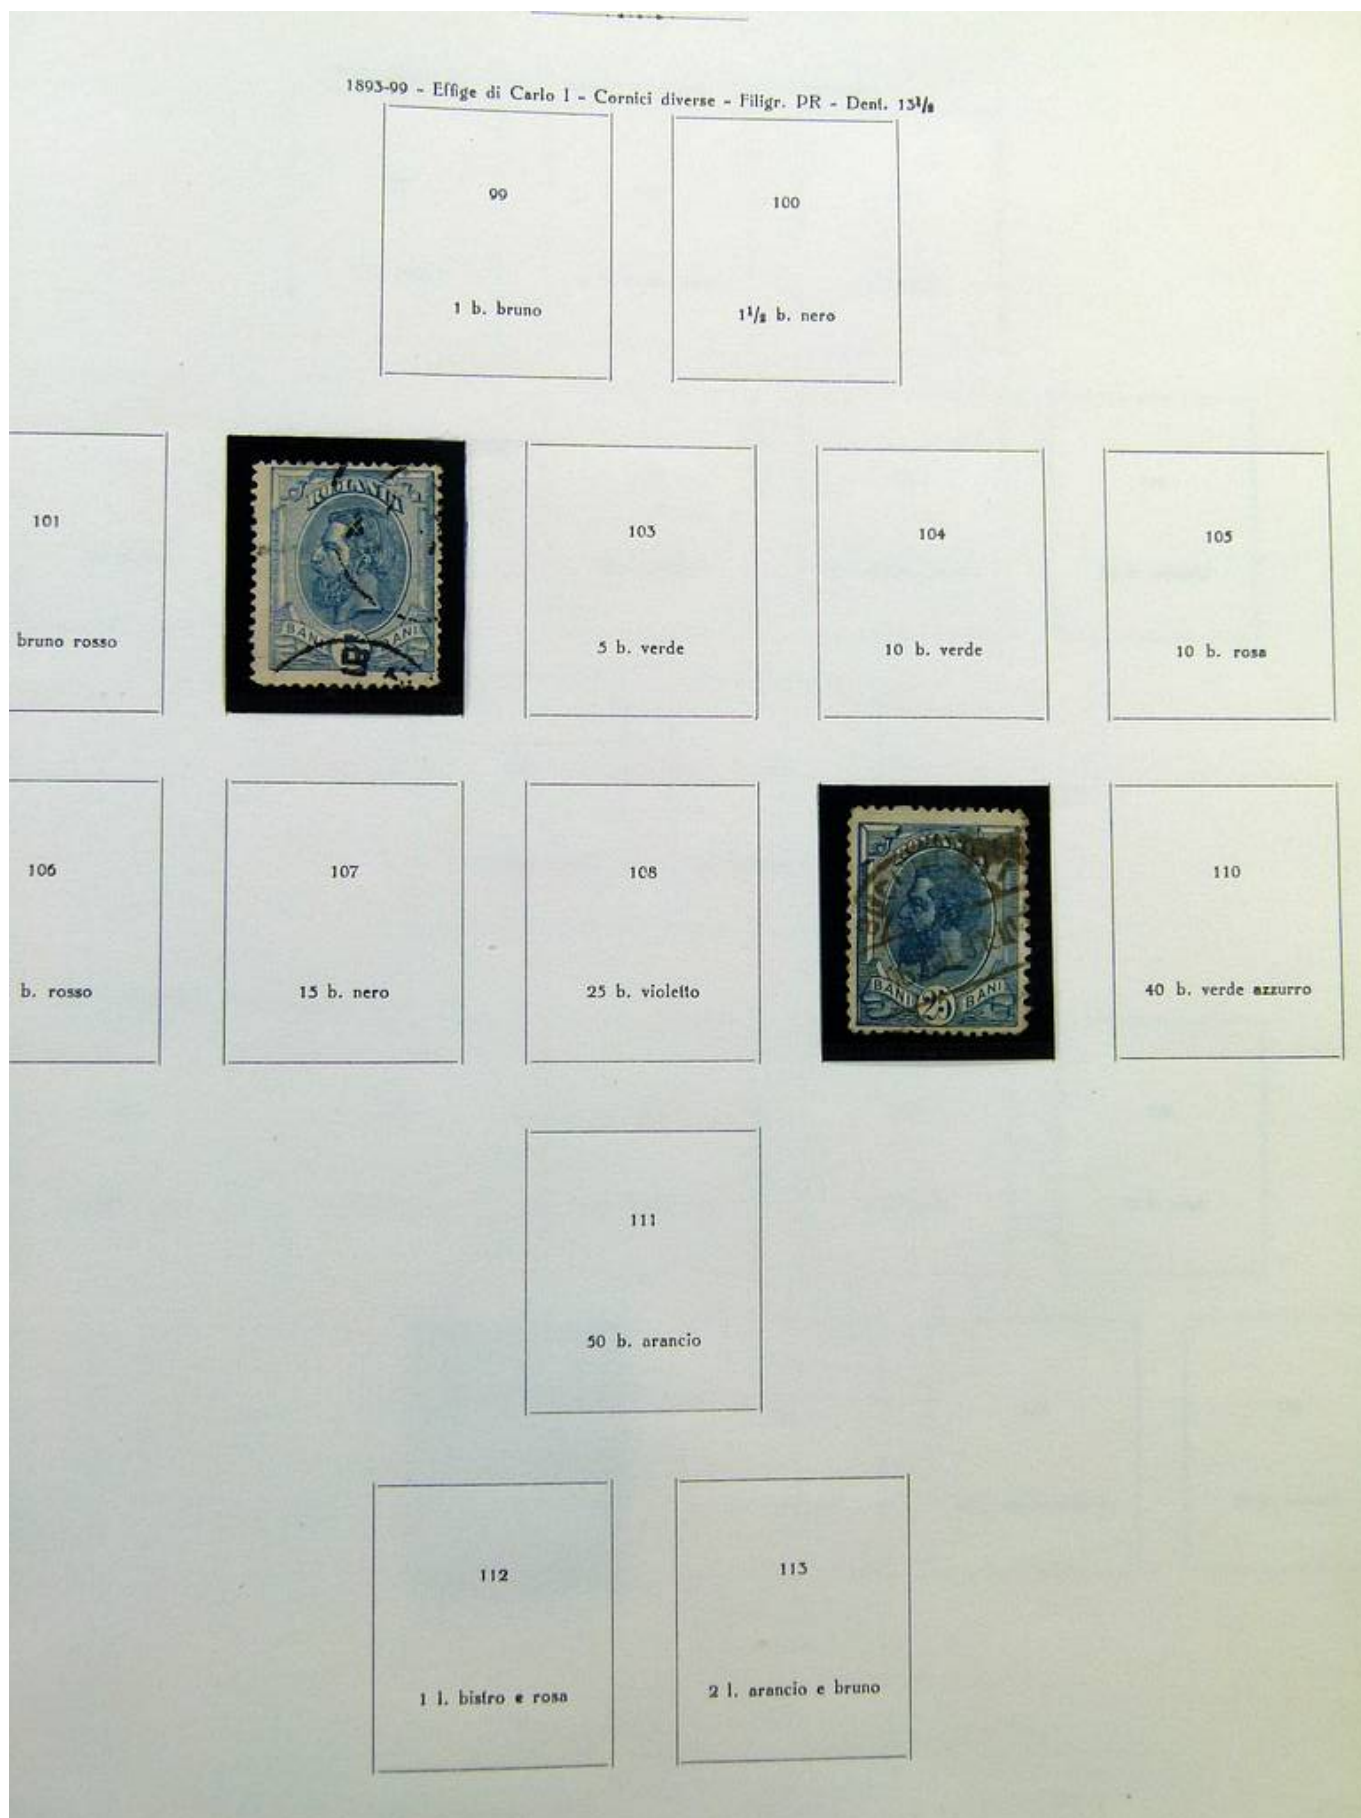 1893-99 - Effige di Carlo I - Cornici diverse - Filigr. PR - Dent. 13½
99
100
1 b. bruno
1½ b. nero
101
ROMANIA
103
104
105
bruno rosso
BANI BANI
5 b. verde
10 b. verde
10 b. rosa
106
107
108
ROMANIA
110
b. rosso
15 b. nero
25 b. violetto
BANI 25 BANI
40 b. verde azzurro
111
50 b. arancio
112
113
1 l. bistro e rosa
2 l. arancio e bruno